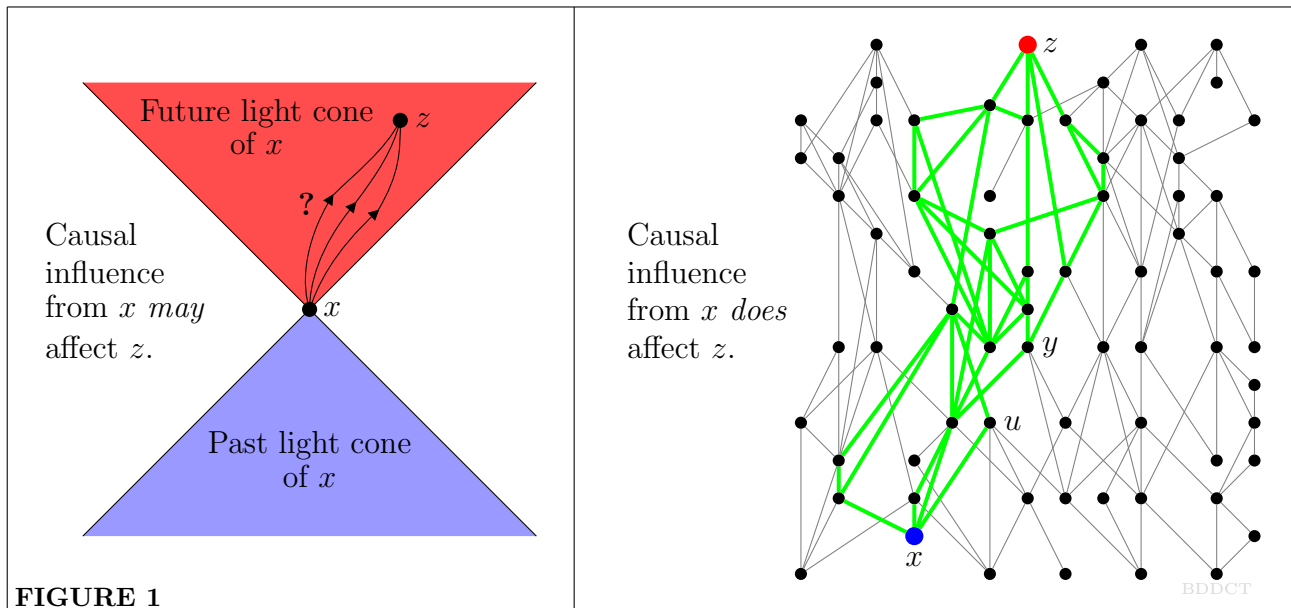 Future light cone
of x
z
?
Causal
influence
from x may
affect z.
x
Past light cone
of x
FIGURE 1
z
Causal
influence
from x does
affect z.
y
u
x
BDDCT